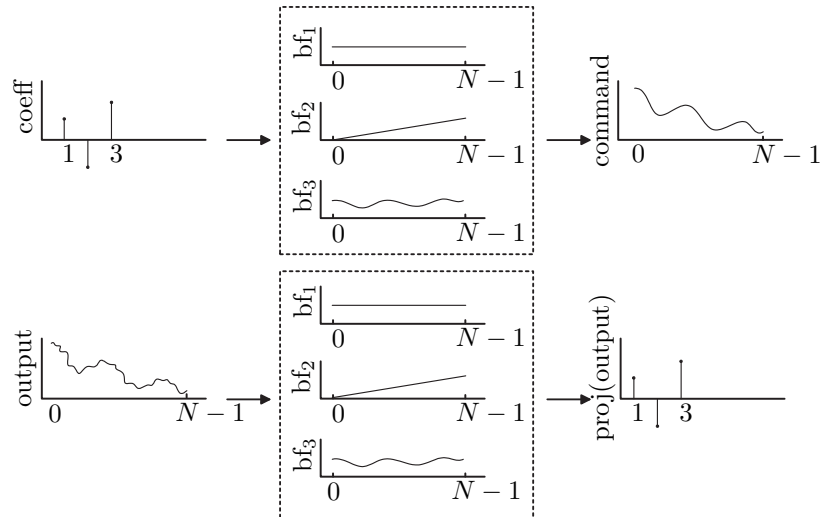 coeff
1
3
bf1
0
N − 1
bf2
0
N − 1
bf3
0
N − 1
command
0
N − 1
output
0
N − 1
bf1
0
N − 1
bf2
0
N − 1
bf3
0
N − 1
proj(output)
1
3